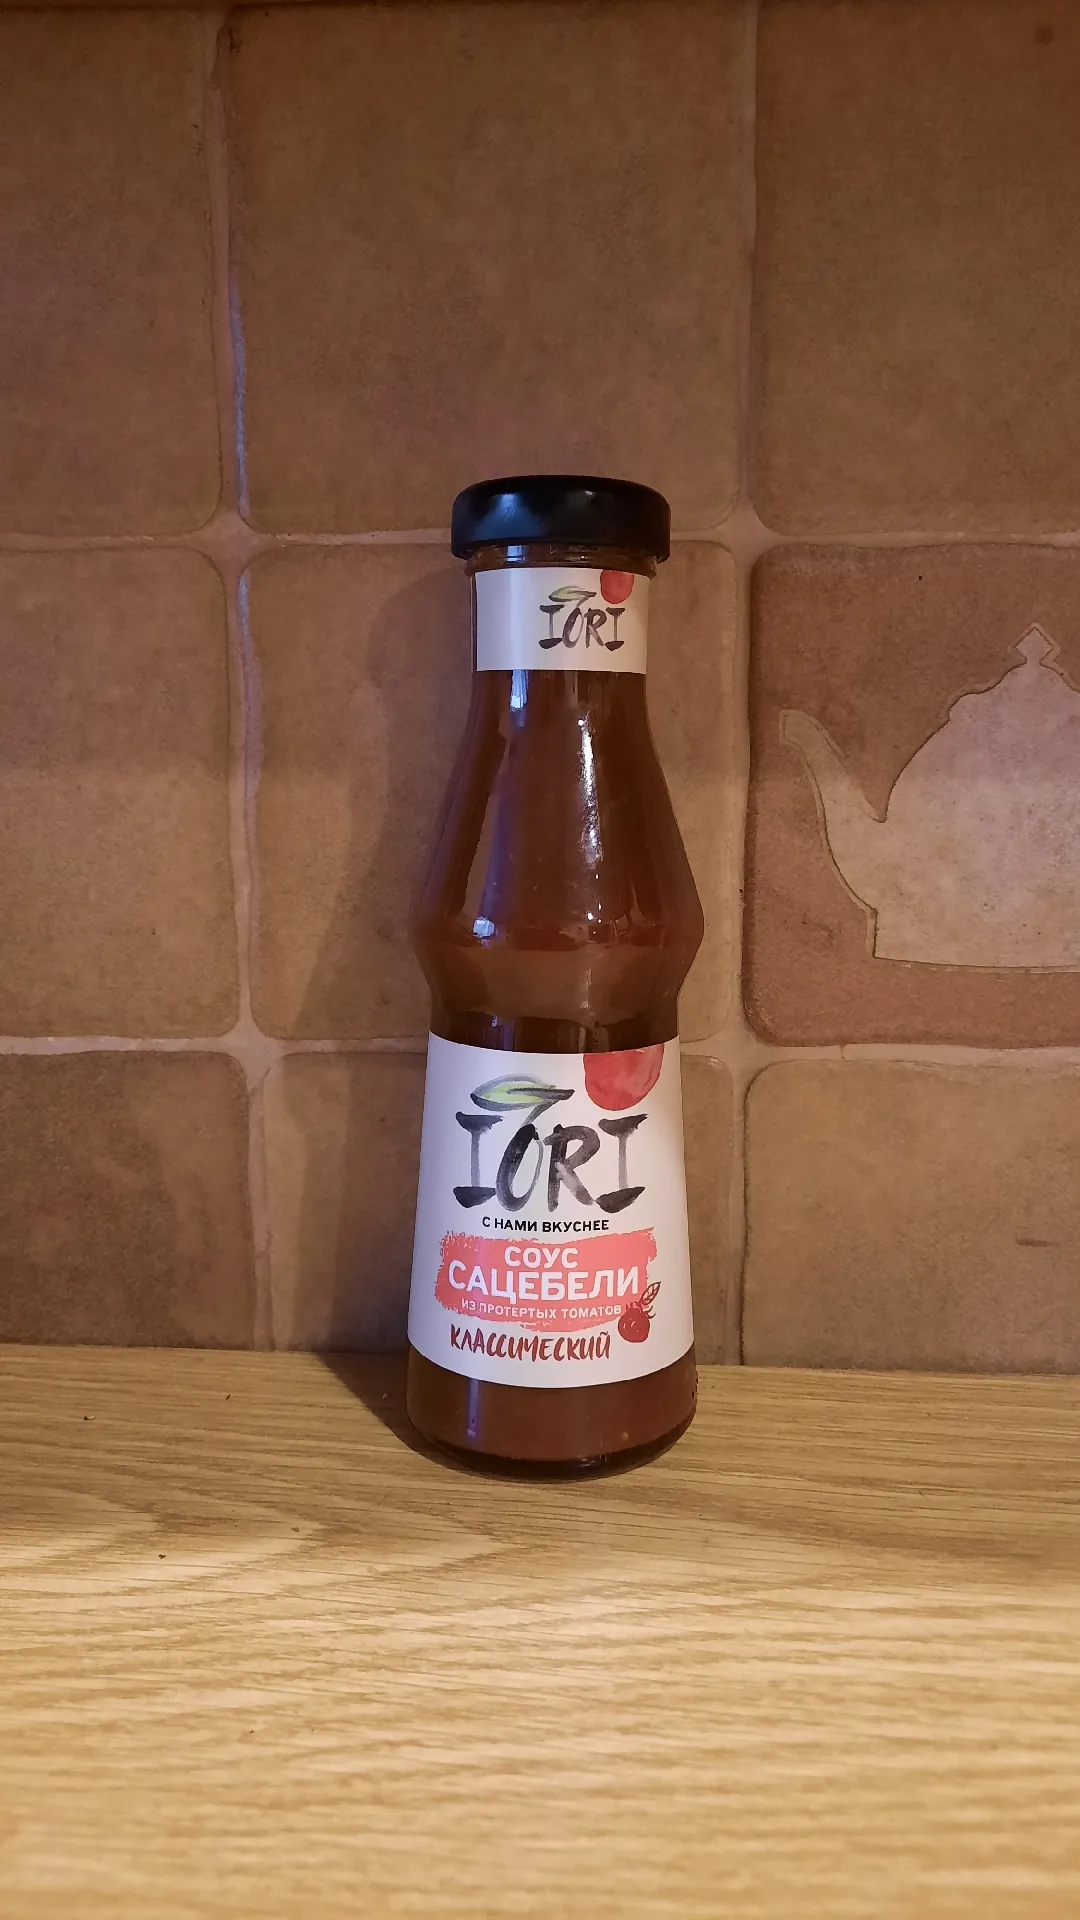 IORI
IORI
С НАМИ ВКУСНЕЕ
СОУС
САЦЕБЕЛИ
ИЗ ПРОТЕРТЫХ ТОМАТОВ
КЛАССИЧЕСКИЙ